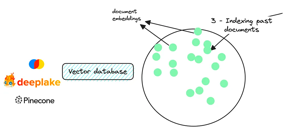 document
embeddings
3 - Indexing past
documents
Vector database
deeplake
Pinecone